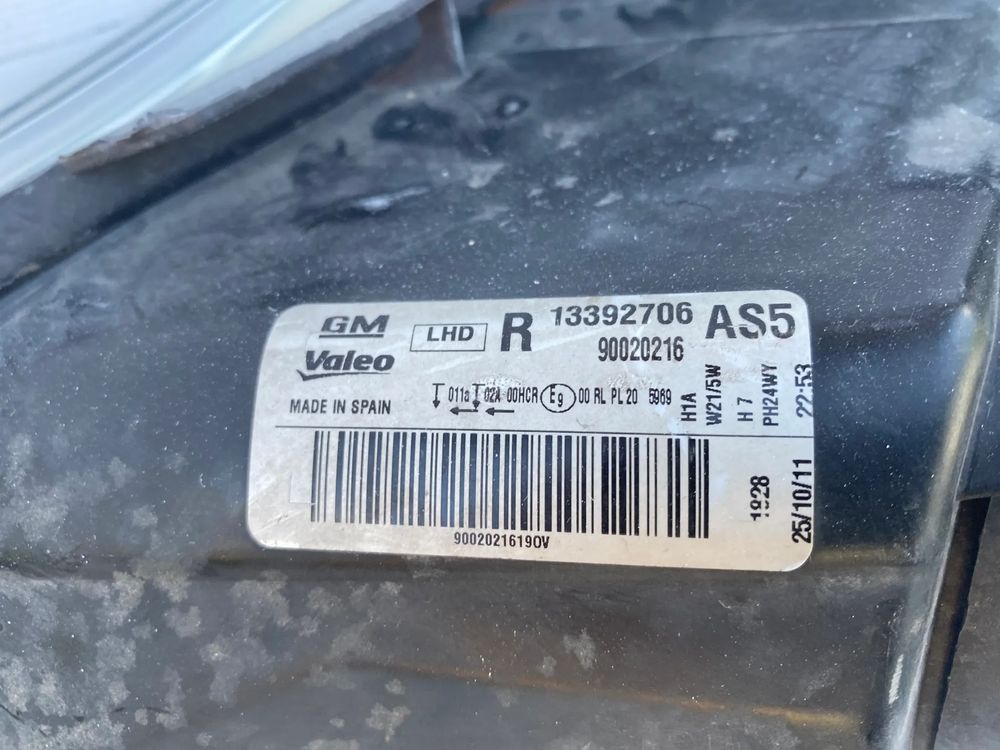 GM
Valeo
LHD
R
13392706
90020216
AS5
MADE IN SPAIN
011a 02A 00HCR E9 00 RL PL 20 5969
H1A
W21/5W
H 7
PH24WY
22:53
1928
25/10/11
90020216190V